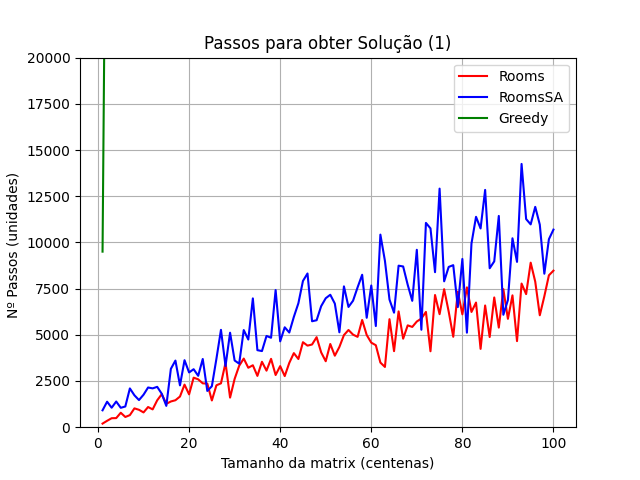 Passos para obter Solução (1)
20000
17500
15000
12500
10000
7500
5000
2500
0
Nº Passos (unidades)
Rooms
RoomsSA
Greedy
0 20 40 60 80 100
Tamanho da matrix (centenas)